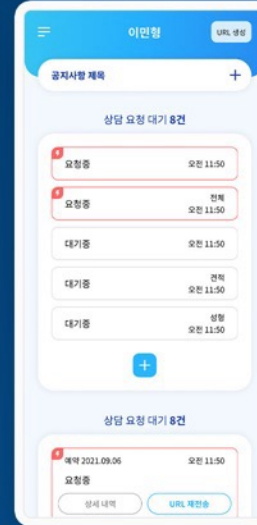 이민형
URL 생성
공지사항 제목
+
상담 요청 대기 8건
요청중 오전 11:50
요청중 전체
오전 11:50
대기중 오전 11:50
대기중 견적
오전 11:50
대기중 성형
오전 11:50
+
상담 요청 대기 8건
예약 2021.09.06 오전 11:50
요청중
상세 내역 URL 재전송